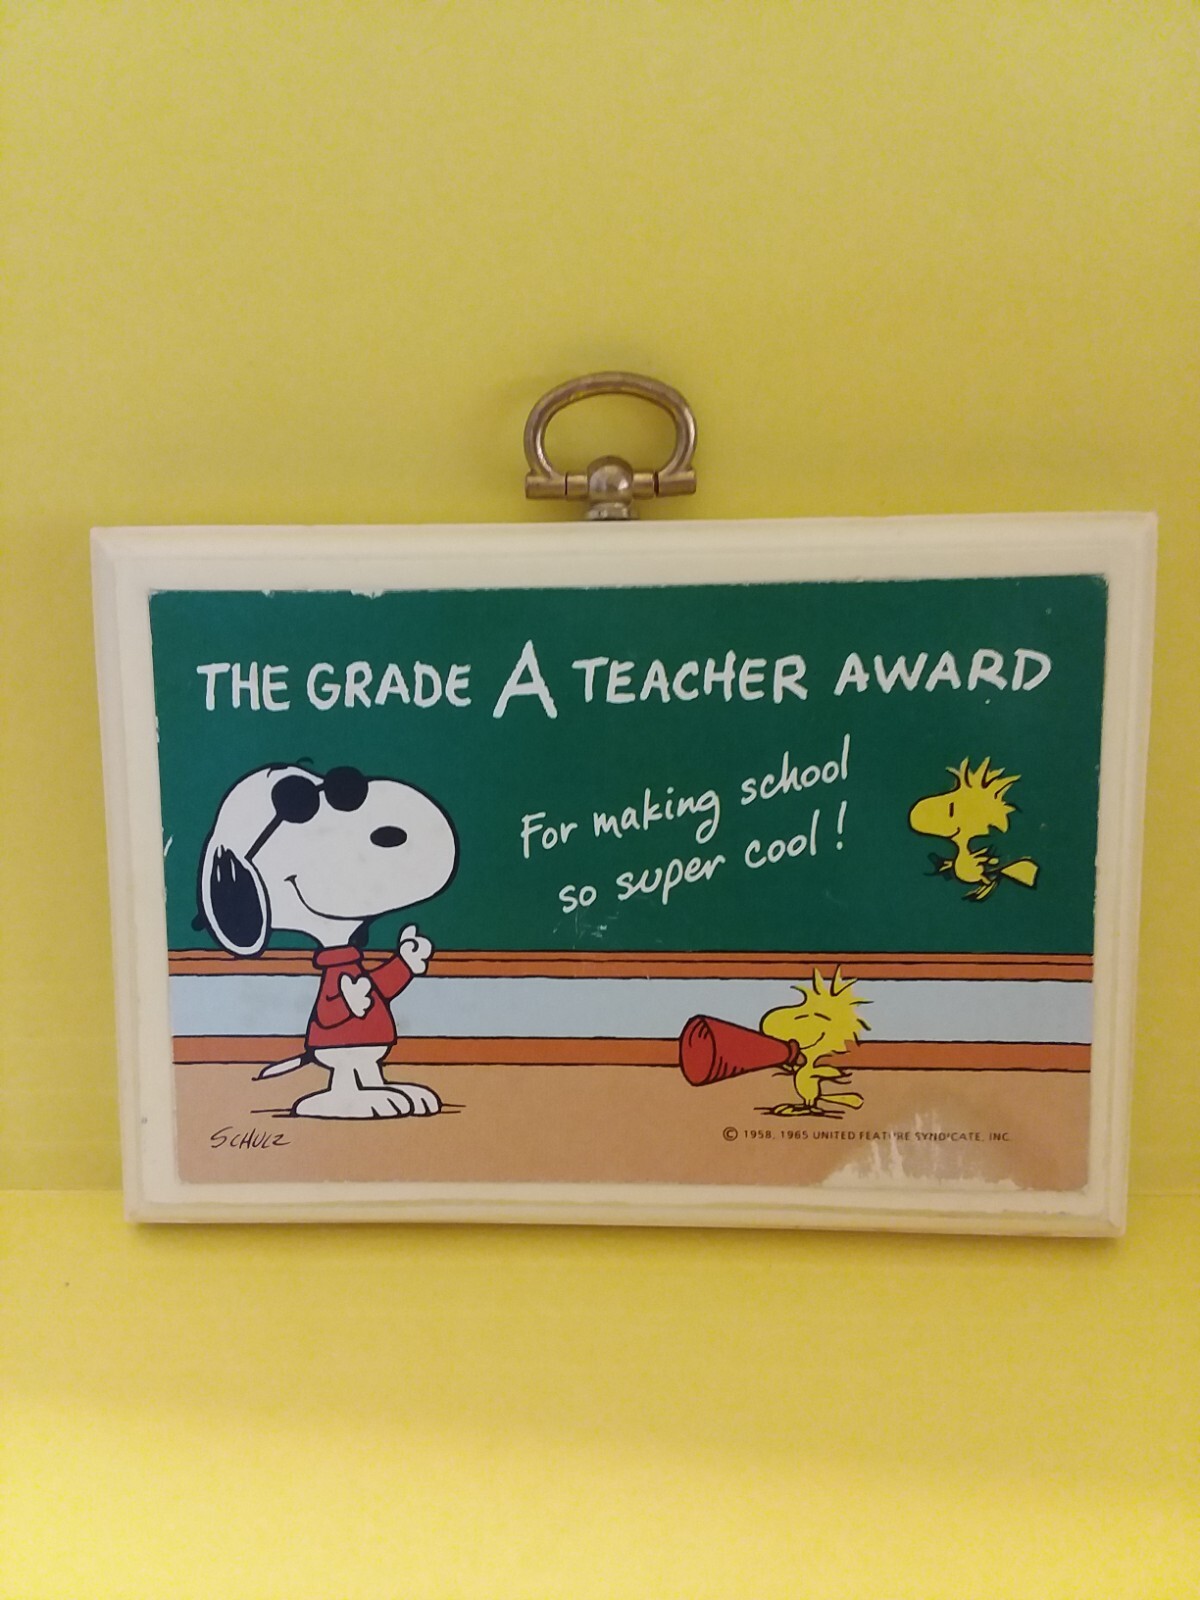 THE GRADE A TEACHER AWARD
For making school
so super cool!
SCHULZ
© 1958, 1965 UNITED FEATURE SYNDICATE, INC.